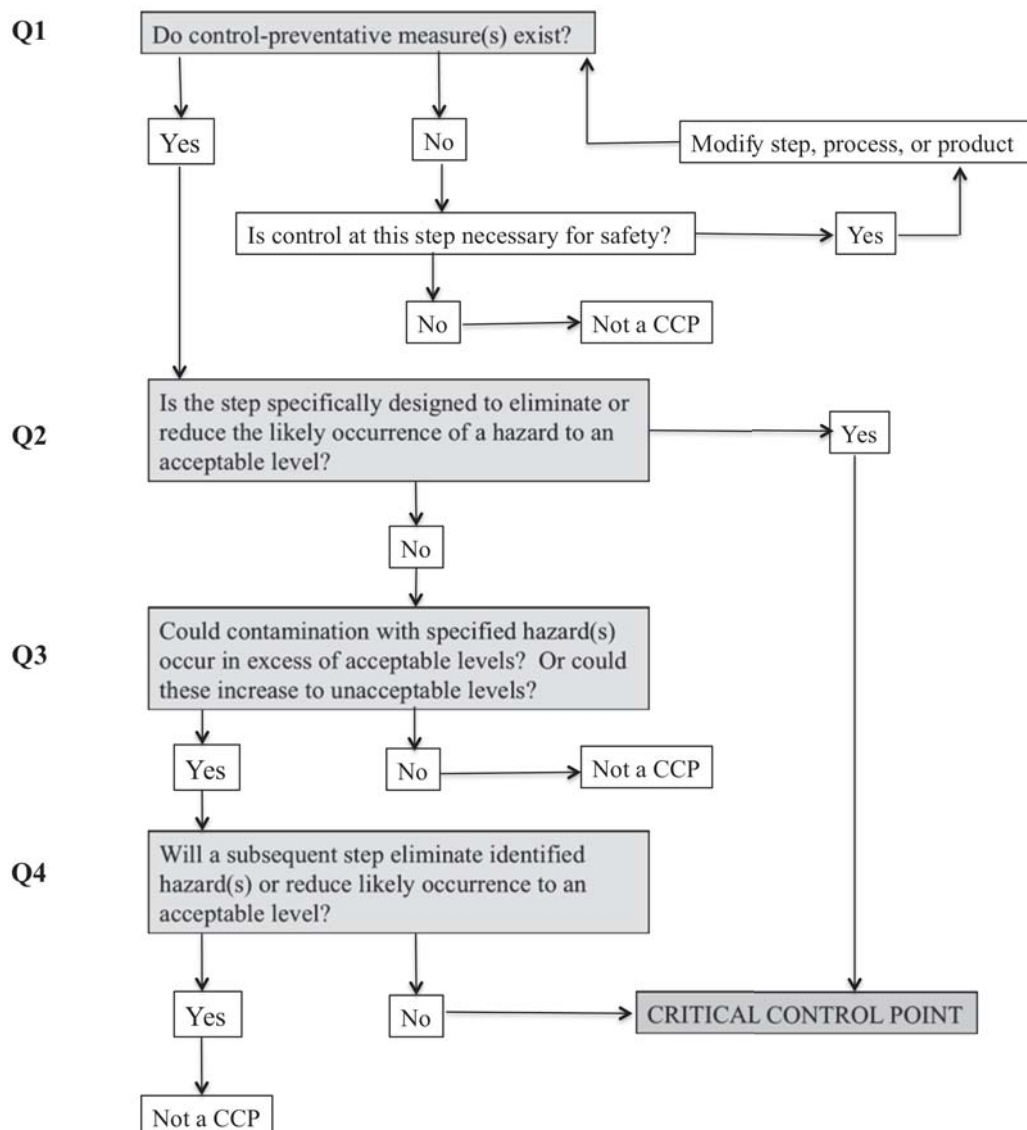 Q1
Do control-preventative measure(s) exist?
Yes
No
Modify step, process, or product
Is control at this step necessary for safety?
Yes
No
Not a CCP
Q2
Is the step specifically designed to eliminate or
reduce the likely occurrence of a hazard to an
acceptable level?
Yes
No
Q3
Could contamination with specified hazard(s)
occur in excess of acceptable levels? Or could
these increase to unacceptable levels?
Yes
No
Not a CCP
Q4
Will a subsequent step eliminate identified
hazard(s) or reduce likely occurrence to an
acceptable level?
Yes
No
CRITICAL CONTROL POINT
Not a CCP